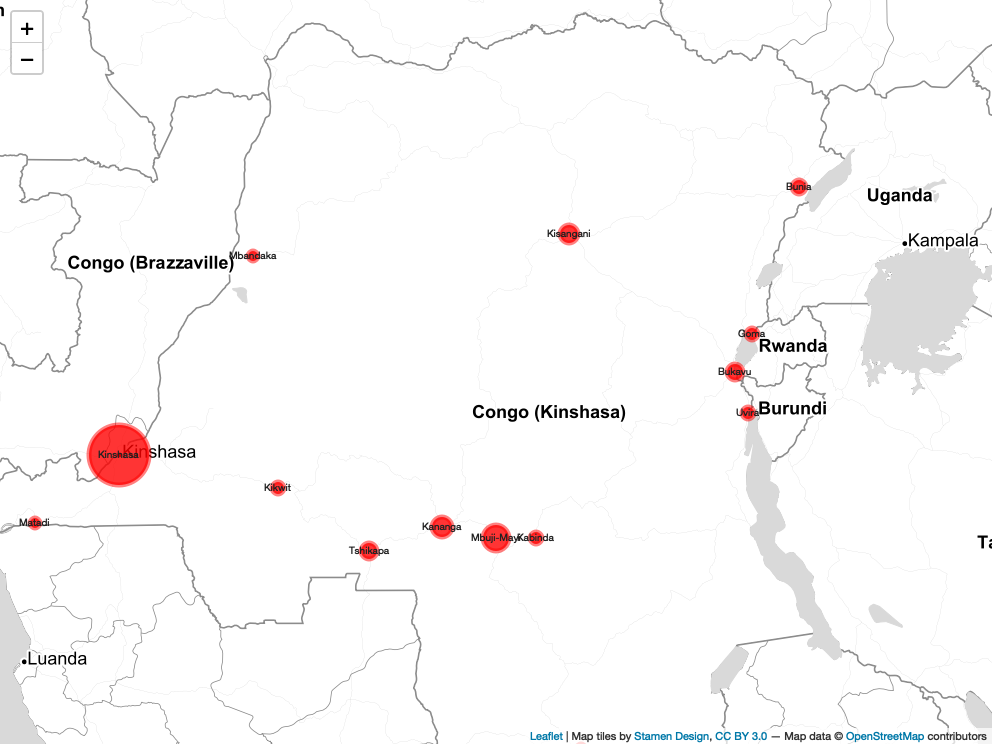 +
−
Bunia
Uganda
Kisangani
Kampala
Mbandaka
Congo (Brazzaville)
Goma
Rwanda
Bukavu
Burundi
Congo (Kinshasa)
Uvira
Kinshasa
Kinshasa
Kikwit
Matadi
Kananga
Mbuji-Mayi
Kabinda
Tshikapa
Ta
Luanda
Leaflet | Map tiles by Stamen Design, CC BY 3.0 — Map data © OpenStreetMap contributors